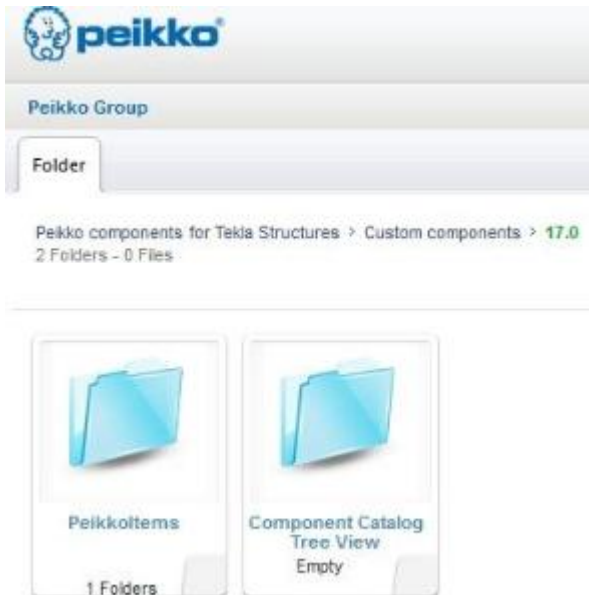 peikko®
Peikko Group
Folder
Peikko components for Tekla Structures > Custom components > 17.0
2 Folders - 0 Files
PeikkoItems
1 Folders
Component Catalog
Tree View
Empty